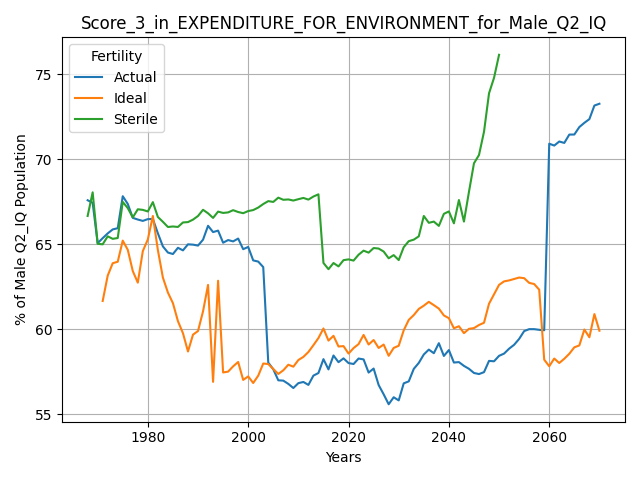 Score_3_in_EXPENDITURE_FOR_ENVIRONMENT_for_Male_Q2_IQ
Fertility
Actual
Ideal
Sterile
% of Male Q2_IQ Population
75
70
65
60
55
1980
2000
2020
2040
2060
Years